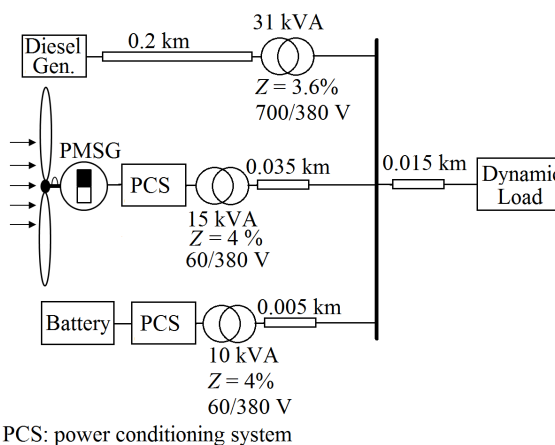 31 kVA
Diesel
Gen.
0.2 km
Z = 3.6%
700/380 V
PMSG
PCS
0.035 km
0.015 km
Dynamic
Load
15 kVA
Z = 4 %
60/380 V
Battery
PCS
0.005 km
10 kVA
Z = 4%
60/380 V
PCS: power conditioning system